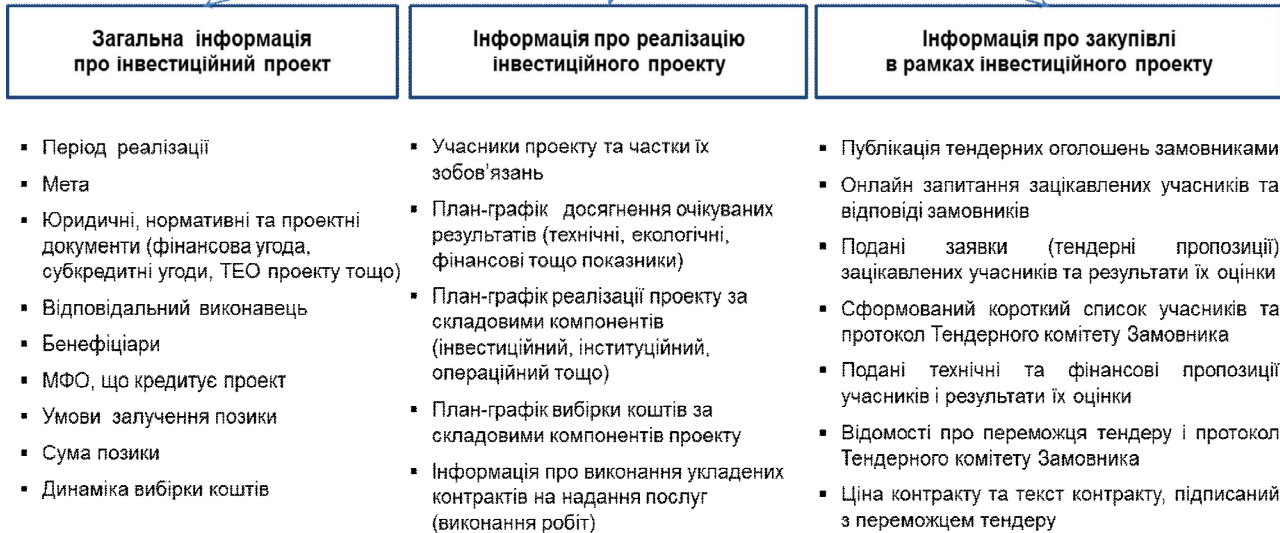 Загальна інформація
про інвестиційний проект
▪ Період реалізації
▪ Мета
▪ Юридичні, нормативні та проектні
документи (фінансова угода,
субкредитні угоди, ТЕО проекту тощо)
▪ Відповідальний виконавець
▪ Бенефіціари
▪ МФО, що кредитує проект
▪ Умови залучення позики
▪ Сума позики
▪ Динаміка вибірки коштів
Інформація про реалізацію
інвестиційного проекту
▪ Учасники проекту та частки їх
зобов’язань
▪ План-графік досягнення очікуваних
результатів (технічні, екологічні,
фінансові тощо показники)
▪ План-графік реалізації проекту за
складовими компонентів
(інвестиційний, інституційний,
операційний тощо)
▪ План-графік вибірки коштів за
складовими компонентів проекту
▪ Інформація про виконання укладених
контрактів на надання послуг
(виконання робіт)
Інформація про закупівлі
в рамках інвестиційного проекту
▪ Публікація тендерних оголошень замовниками
▪ Онлайн запитання зацікавлених учасників та
відповіді замовників
▪ Подані заявки (тендерні пропозиції)
зацікавлених учасників та результати їх оцінки
▪ Сформований короткий список учасників та
протокол Тендерного комітету Замовника
▪ Подані технічні та фінансові пропозиції
учасників і результати їх оцінки
▪ Відомості про переможця тендеру і протокол
Тендерного комітету Замовника
▪ Ціна контракту та текст контракту, підписаний
з переможцем тендеру